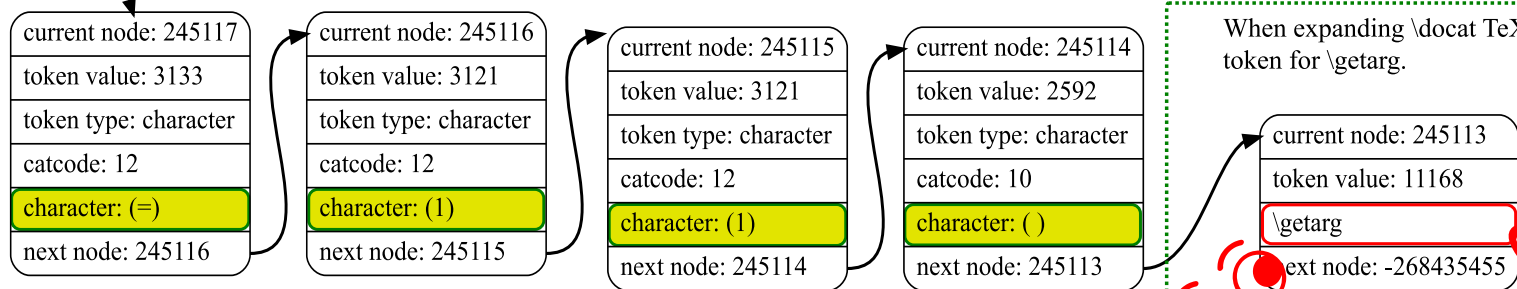 current node: 245117
token value: 3133
token type: character
catcode: 12
character: (=)
next node: 245116
current node: 245116
token value: 3121
token type: character
catcode: 12
character: (1)
next node: 245115
current node: 245115
token value: 3121
token type: character
catcode: 12
character: (1)
next node: 245114
current node: 245114
token value: 2592
token type: character
catcode: 10
character: ( )
next node: 245113
When expanding \docat TeX
token for \getarg.
current node: 245113
token value: 11168
\getarg
ext node: -268435455